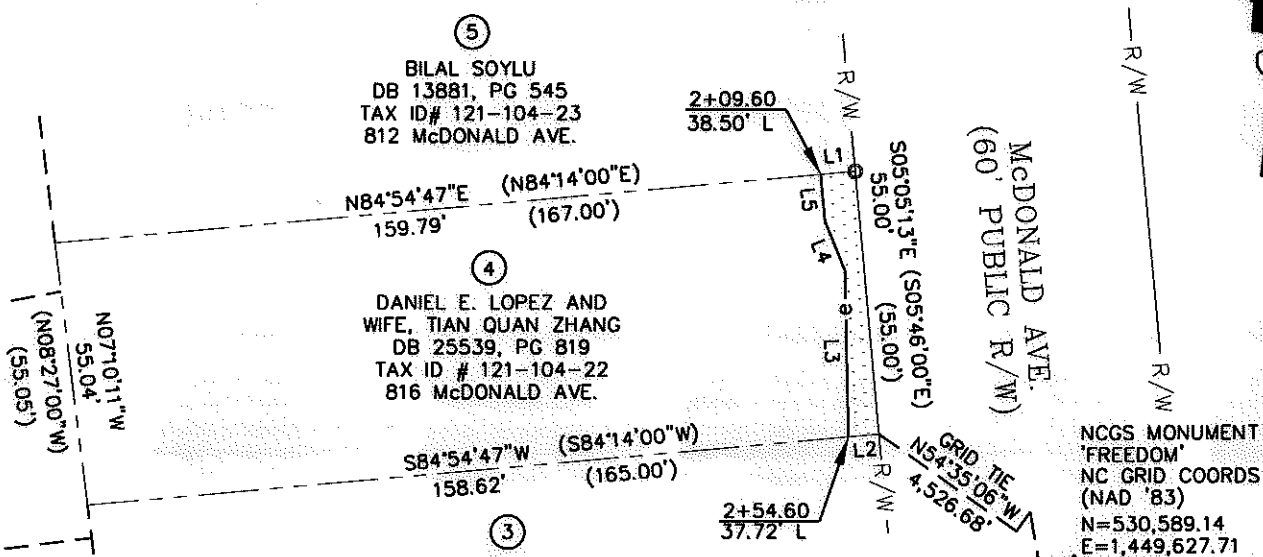 5
BILAL SOYLU
DB 13881, PG 545
TAX ID# 121-104-23
812 McDONALD AVE.
2+09.60
38.50' L
R/W
R/W
L1
N84°54'47"E (N84°14'00"E)
159.79' (167.00')
L5
L4
e
L3
S05°05'13"E (S05°46'00"E)
55.00' (55.00')
McDONALD AVE.
(60' PUBLIC R/W)
4
DANIEL E. LOPEZ AND
WIFE, TIAN QUAN ZHANG
DB 25539, PG 819
TAX ID # 121-104-22
816 McDONALD AVE.
N07°10'11"W
55.04'
(N08°27'00"W)
(55.05')
S84°54'47"W (S84°14'00"W)
158.62' (165.00')
L2
R/W
R/W
GRID TIE
N54°35'06"W
4,526.68'
2+54.60
37.72' L
3
NCGS MONUMENT
'FREEDOM'
NC GRID COORDS
(NAD '83)
N=530,589.14
E=1,449,627.71